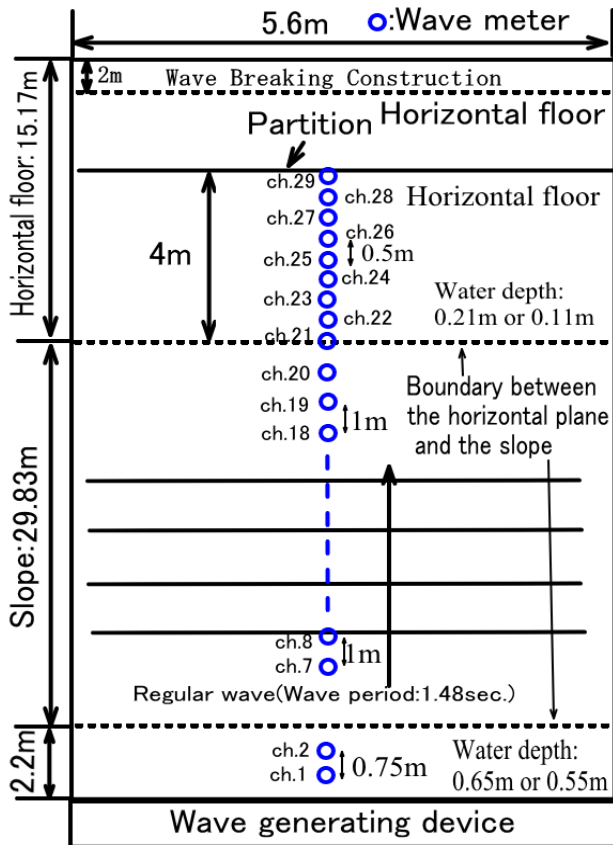 5.6m
:Wave meter
2m
Wave Breaking Construction
Horizontal floor
Horizontal floor: 15.17m
Partition
ch.29
ch.28
Horizontal floor
ch.27
ch.26
4m
ch.25
0.5m
ch.24
ch.23
Water depth:
0.21m or 0.11m
ch.22
ch.21
ch.20
Boundary between
the horizontal plane
and the slope
ch.19
1m
ch.18
Slope:29.83m
ch.8
1m
ch.7
Regular wave(Wave period:1.48sec.)
2.2m
ch.2
0.75m
ch.1
Water depth:
0.65m or 0.55m
Wave generating device